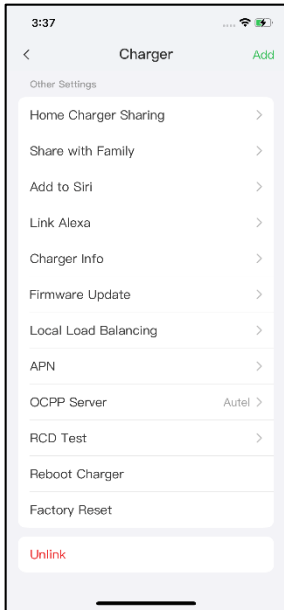 3:37
Charger
Add
Other Settings
Home Charger Sharing
Share with Family
Add to Siri
Link Alexa
Charger Info
Firmware Update
Local Load Balancing
APN
OCPP Server
Autel
RCD Test
Reboot Charger
Factory Reset
Unlink